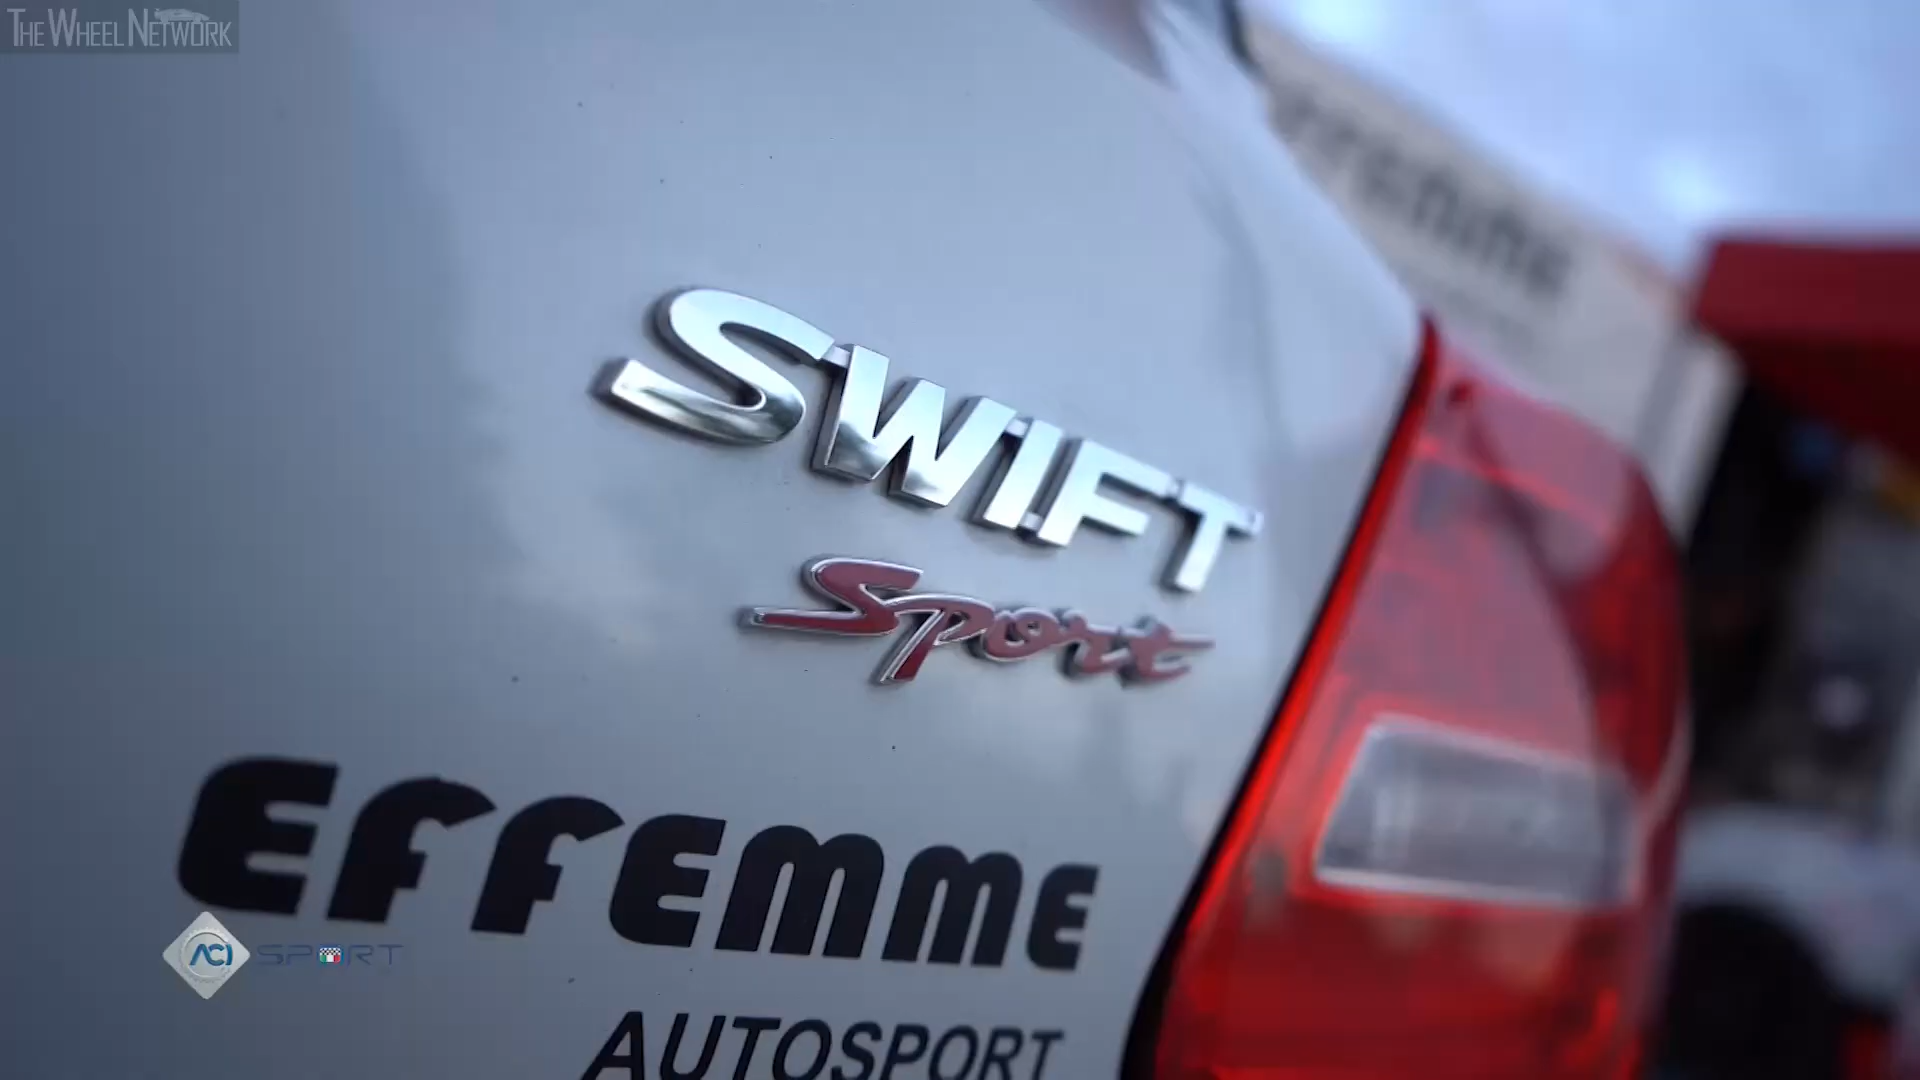 THE WHEEL NETWORK
SWIFT
Sport
EFFEMME
ACI SPORT
AUTOSPORT